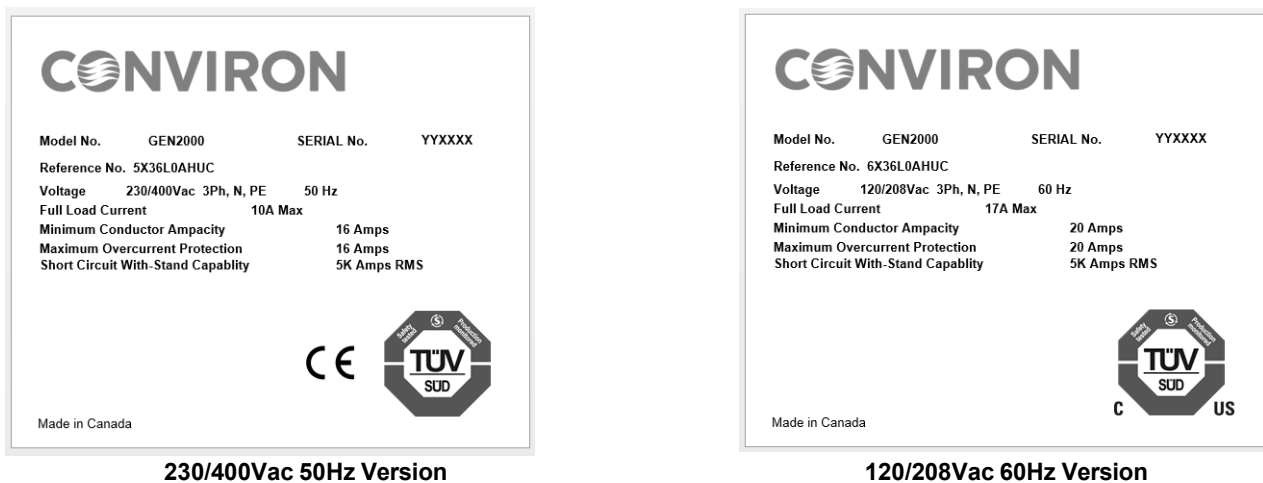 CONVIRON
Model No. GEN2000 SERIAL No. YYXXXX
Reference No. 5X36L0AHUC
Voltage 230/400Vac 3Ph, N, PE 50 Hz
Full Load Current 10A Max
Minimum Conductor Ampacity 16 Amps
Maximum Overcurrent Protection 16 Amps
Short Circuit With-Stand Capablity 5K Amps RMS
CE
Safety tested
S
Production monitored
TÜV
SÜD
Made in Canada
230/400Vac 50Hz Version
CONVIRON
Model No. GEN2000 SERIAL No. YYXXXX
Reference No. 6X36L0AHUC
Voltage 120/208Vac 3Ph, N, PE 60 Hz
Full Load Current 17A Max
Minimum Conductor Ampacity 20 Amps
Maximum Overcurrent Protection 20 Amps
Short Circuit With-Stand Capablity 5K Amps RMS
Safety tested
S
Production monitored
TÜV
SÜD
C US
Made in Canada
120/208Vac 60Hz Version